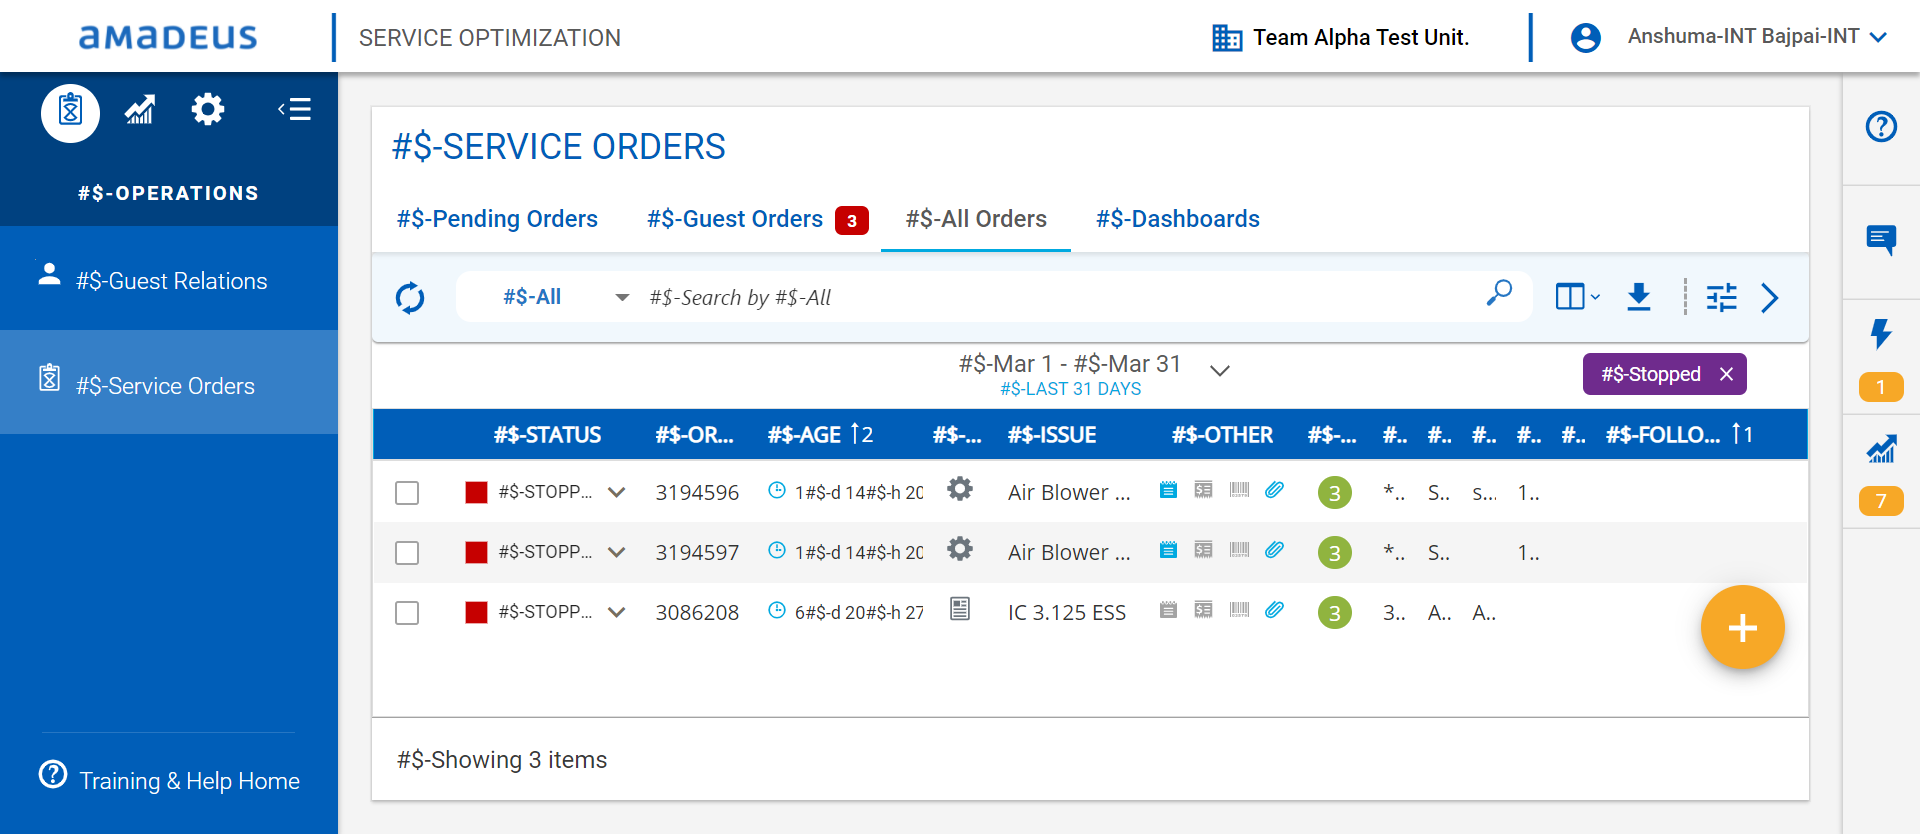 aMaDEUS
SERVICE OPTIMIZATION
Team Alpha Test Unit.
Anshuma-INT Bajpai-INT
#$-OPERATIONS
#$-Guest Relations
#$-Service Orders
Training & Help Home
#$-SERVICE ORDERS
#$-Pending Orders #$-Guest Orders 3 #$-All Orders #$-Dashboards
#$-All #$-Search by #$-All
#$-Mar 1 - #$-Mar 31
#$-LAST 31 DAYS
#$-Stopped
#$-STATUS #$-OR... #$-AGE 2 #$-... #$-ISSUE #$-OTHER #$-... #.. #.. #.. #.. #.. #$-FOLLO... 1
#$-STOPP... 3194596 1#$-d 14#$-h 20 Air Blower ... 3 *.. S.. s... 1..
#$-STOPP... 3194597 1#$-d 14#$-h 20 Air Blower ... 3 *.. S.. 1..
#$-STOPP... 3086208 6#$-d 20#$-h 27 IC 3.125 ESS 3 3.. A.. A..
#$-Showing 3 items
1
7